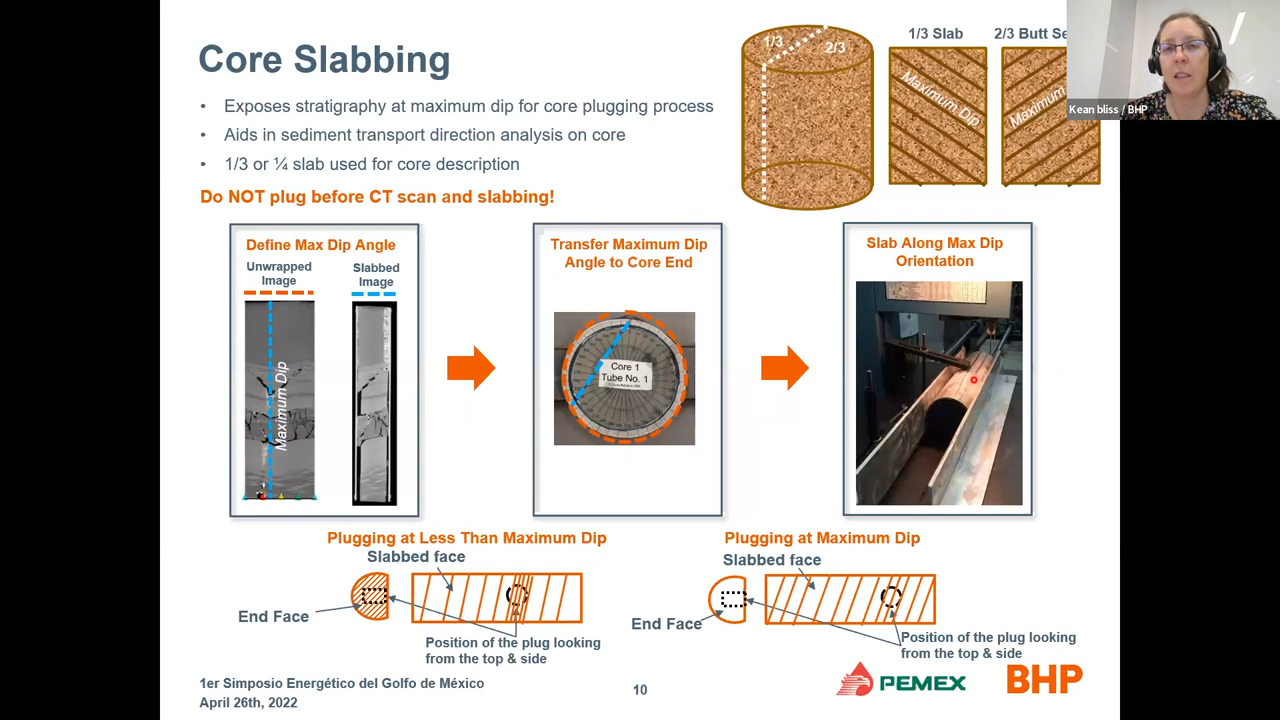 Core Slabbing
• Exposes stratigraphy at maximum dip for core plugging process
• Aids in sediment transport direction analysis on core
• 1/3 or ¼ slab used for core description
Do NOT plug before CT scan and slabbing!
1/3
2/3
1/3 Slab
2/3 Butt Se
Maximum Dip
Maximum
Kean bliss / BHP
Define Max Dip Angle
Unwrapped
Image
Slabbed
Image
Maximum Dip
Transfer Maximum Dip
Angle to Core End
Core 1
Tube No. 1
Slab Along Max Dip
Orientation
Plugging at Less Than Maximum Dip
Slabbed face
End Face
Position of the plug looking
from the top & side
Plugging at Maximum Dip
Slabbed face
End Face
Position of the plug looking
from the top & side
1er Simposio Energético del Golfo de México
April 26th, 2022
10
PEMEX
BHP